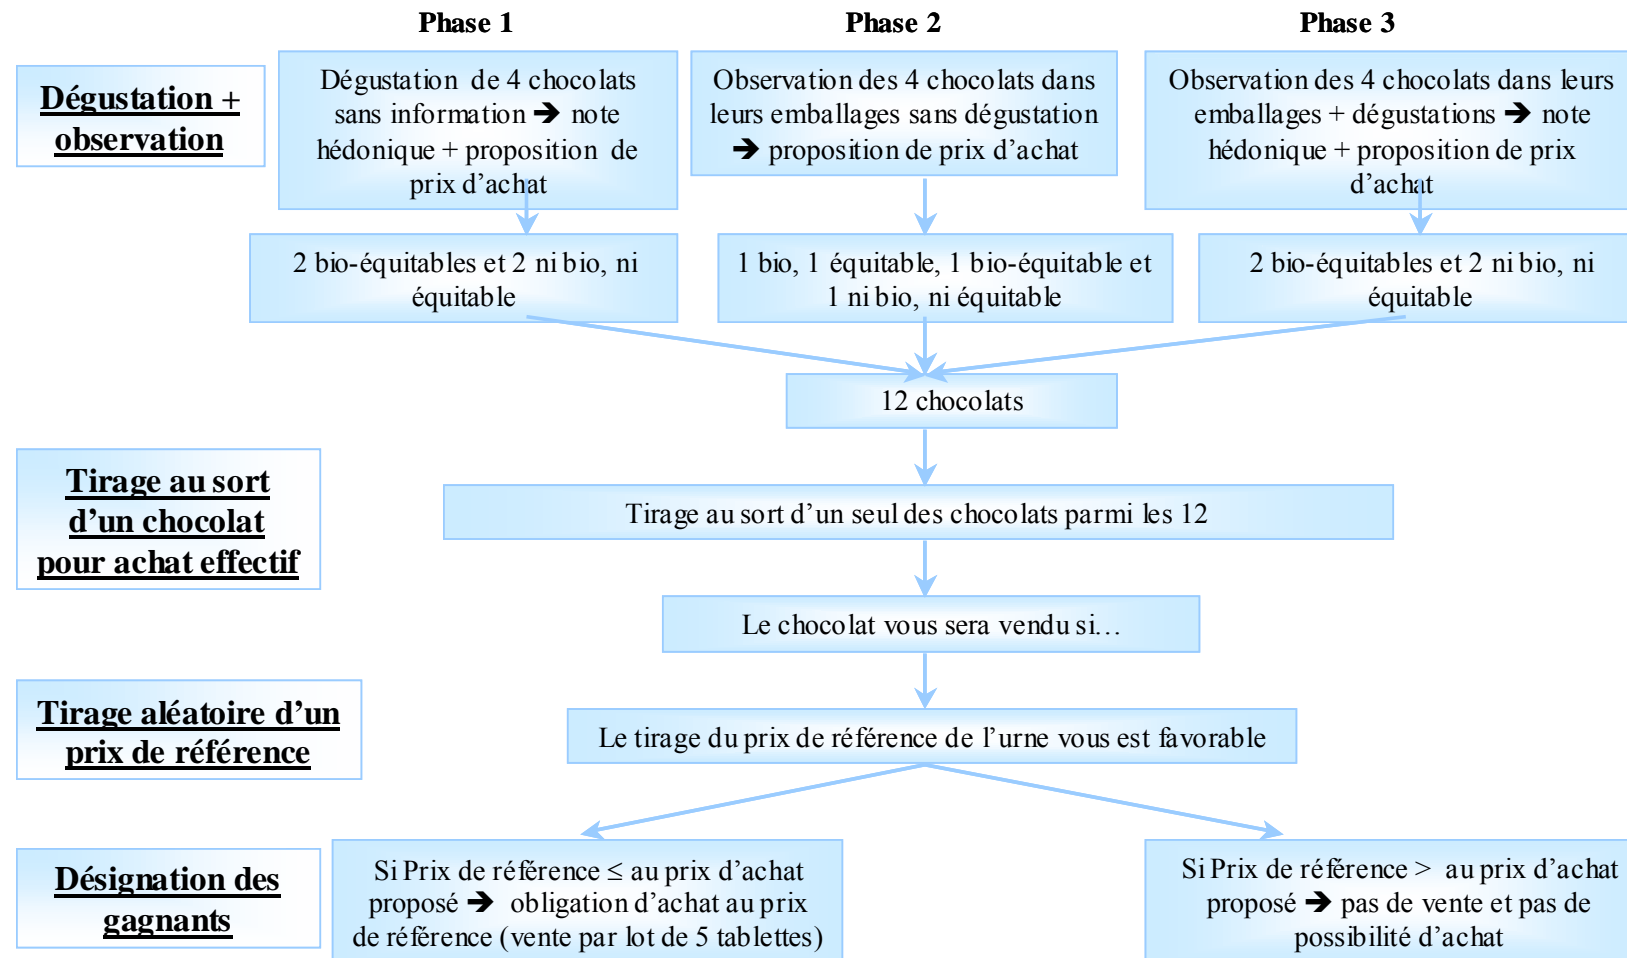 Phase 1
Phase 2
Phase 3
Dégustation +
observation
Dégustation de 4 chocolats
sans information ➔ note
hédonique + proposition de
prix d’achat
Observation des 4 chocolats dans
leurs emballages sans dégustation
➔ proposition de prix d’achat
Observation des 4 chocolats dans leurs
emballages + dégustations ➔ note
hédonique + proposition de prix
d’achat
2 bio-équitables et 2 ni bio, ni
équitable
1 bio, 1 équitable, 1 bio-équitable et
1 ni bio, ni équitable
2 bio-équitables et 2 ni bio, ni
équitable
12 chocolats
Tirage au sort
d’un chocolat
pour achat effectif
Tirage au sort d’un seul des chocolats parmi les 12
Le chocolat vous sera vendu si…
Tirage aléatoire d’un
prix de référence
Le tirage du prix de référence de l’urne vous est favorable
Désignation des
gagnants
Si Prix de référence ≤ au prix d’achat
proposé ➔ obligation d’achat au prix
de référence (vente par lot de 5 tablettes)
Si Prix de référence > au prix d’achat
proposé ➔ pas de vente et pas de
possibilité d’achat